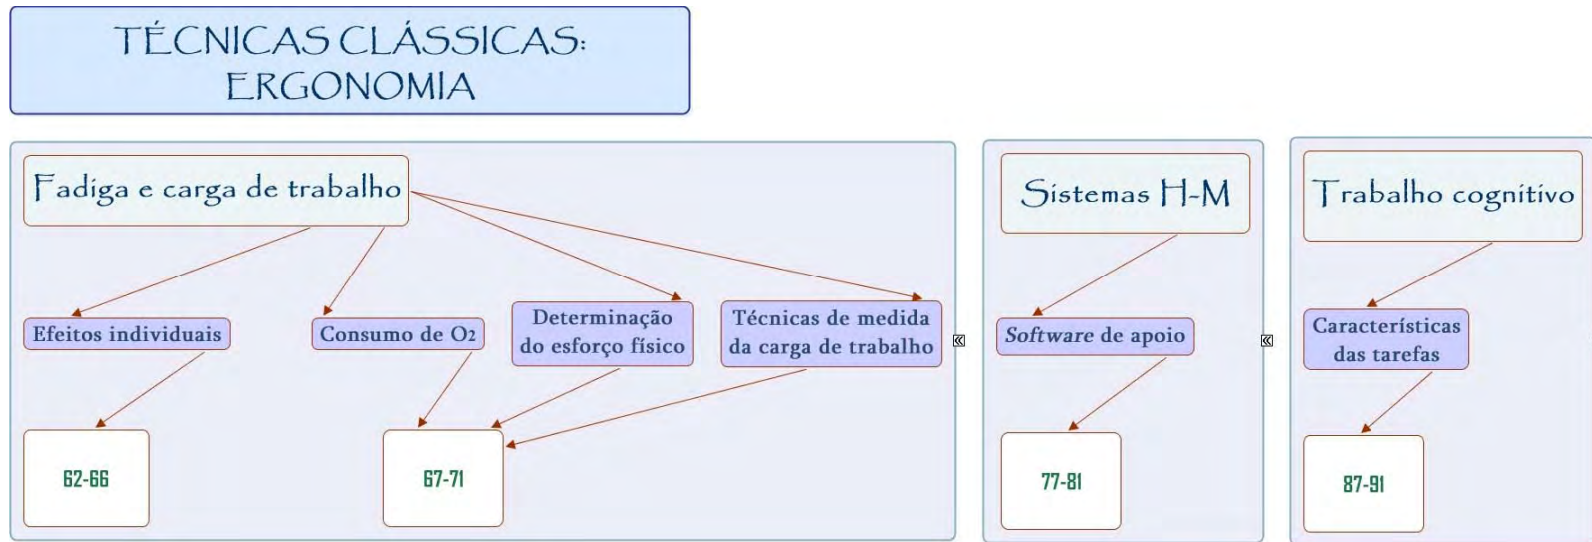 TÉCNICAS CLÁSSICAS:
ERGONOMIA
Fadiga e carga de trabalho
Efeitos individuais
Consumo de O2
Determinação
do esforço físico
Técnicas de medida
da carga de trabalho
62-66
67-71
Sistemas H-M
Software de apoio
77-81
Trabalho cognitivo
Características
das tarefas
87-91